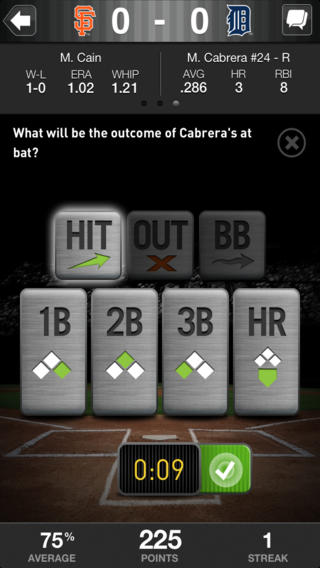 SF 0 - 0 D
M. Cain
M. Cabrera #24 - R
W-L ERA WHIP
AVG HR RBI
1-0 1.02 1.21
.286 3 8
What will be the outcome of Cabrera's at
bat?
HIT OUT BB
1B 2B 3B HR
0:09
75% 225 1
AVERAGE POINTS STREAK